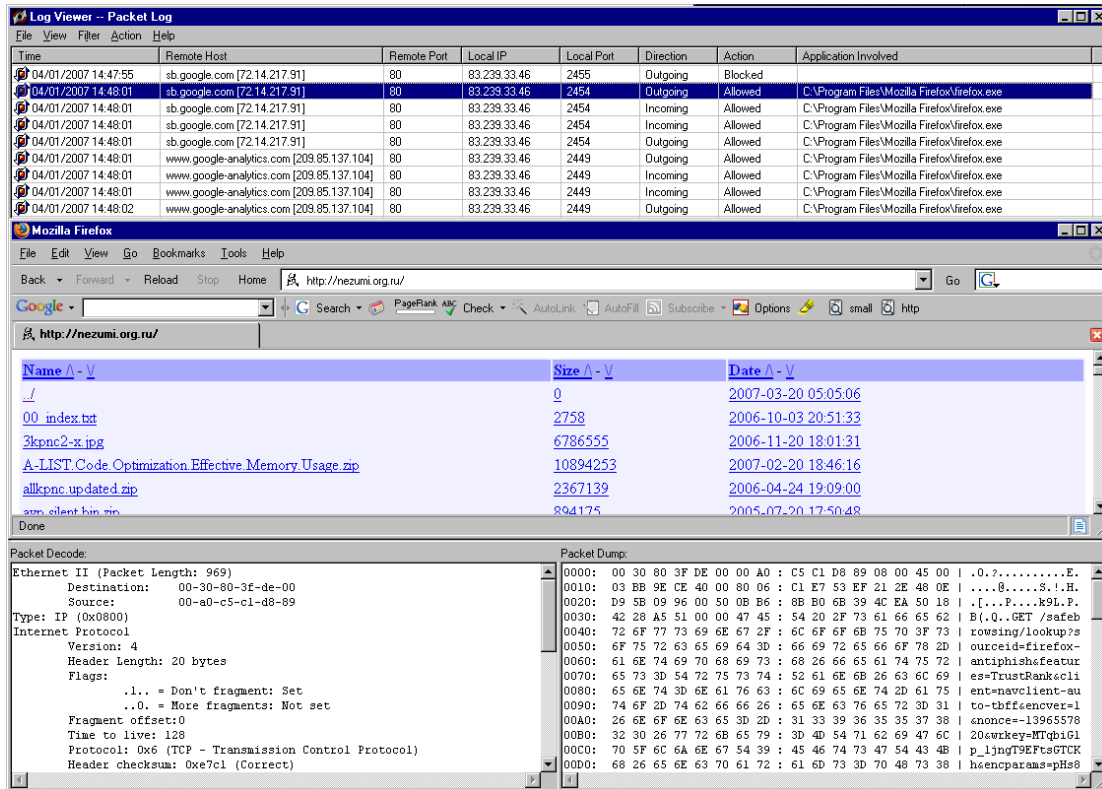 Log Viewer -- Packet Log
File View Filter Action Help
Time Remote Host Remote Port Local IP Local Port Direction Action Application Involved
04/01/2007 14:47:55 sb.google.com [72.14.217.91] 80 83.239.33.46 2455 Outgoing Blocked
04/01/2007 14:48:01 sb.google.com [72.14.217.91] 80 83.239.33.46 2454 Outgoing Allowed C:\Program Files\Mozilla Firefox\firefox.exe
04/01/2007 14:48:01 sb.google.com [72.14.217.91] 80 83.239.33.46 2454 Incoming Allowed C:\Program Files\Mozilla Firefox\firefox.exe
04/01/2007 14:48:01 sb.google.com [72.14.217.91] 80 83.239.33.46 2454 Incoming Allowed C:\Program Files\Mozilla Firefox\firefox.exe
04/01/2007 14:48:01 sb.google.com [72.14.217.91] 80 83.239.33.46 2454 Outgoing Allowed C:\Program Files\Mozilla Firefox\firefox.exe
04/01/2007 14:48:01 www.google-analytics.com [209.85.137.104] 80 83.239.33.46 2449 Outgoing Allowed C:\Program Files\Mozilla Firefox\firefox.exe
04/01/2007 14:48:01 www.google-analytics.com [209.85.137.104] 80 83.239.33.46 2449 Incoming Allowed C:\Program Files\Mozilla Firefox\firefox.exe
04/01/2007 14:48:01 www.google-analytics.com [209.85.137.104] 80 83.239.33.46 2449 Incoming Allowed C:\Program Files\Mozilla Firefox\firefox.exe
04/01/2007 14:48:02 www.google-analytics.com [209.85.137.104] 80 83.239.33.46 2449 Outgoing Allowed C:\Program Files\Mozilla Firefox\firefox.exe
Mozilla Firefox
File Edit View Go Bookmarks Tools Help
Back Forward Reload Stop Home http://nezumi.org.ru/ Go G
Google G Search PageRank ABC Check AutoLink AutoFill Subscribe Options small http
http://nezumi.org.ru/
Name /\ - \/ Size /\ - \/ Date /\ - \/
../ 0 2007-03-20 05:05:06
00_index.txt 2758 2006-10-03 20:51:33
3kpnc2-x.jpg 6786555 2006-11-20 18:01:31
A-LIST.Code.Optimization.Effective.Memory.Usage.zip 10894253 2007-02-20 18:46:16
allkpnc.updated.zip 2367139 2006-04-24 19:09:00
avp.silent.bin.zip 894175 2005-07-20 17:50:48
Done
Packet Decode:
Ethernet II (Packet Length: 969)
Destination: 00-30-80-3f-de-00
Source: 00-a0-c5-c1-d8-89
Type: IP (0x0800)
Internet Protocol
Version: 4
Header Length: 20 bytes
Flags:
.1.. = Don't fragment: Set
..0. = More fragments: Not set
Fragment offset:0
Time to live: 128
Protocol: 0x6 (TCP - Transmission Control Protocol)
Header checksum: 0xe7c1 (Correct)
Packet Dump:
0000: 00 30 80 3F DE 00 00 A0 : C5 C1 D8 89 08 00 45 00 | .0.?..........E.
0010: 03 BB 9E CE 40 00 80 06 : C1 E7 53 EF 21 2E 48 0E | ....@.....S.!.H.
0020: D9 5B 09 96 00 50 0B B6 : 8B B0 6B 39 4C EA 50 18 | .[...P....k9L.P.
0030: 42 28 A5 51 00 00 47 45 : 54 20 2F 73 61 66 65 62 | B(.Q..GET /safeb
0040: 72 6F 77 73 69 6E 67 2F : 6C 6F 6F 6B 75 70 3F 73 | rowsing/lookup?s
0050: 6F 75 72 63 65 69 64 3D : 66 69 72 65 66 6F 78 2D | ourceid=firefox-
0060: 61 6E 74 69 70 68 69 73 : 68 26 66 65 61 74 75 72 | antiphish&featur
0070: 65 73 3D 54 72 75 73 74 : 52 61 6E 6B 26 63 6C 69 | es=TrustRank&cli
0080: 65 6E 74 3D 6E 61 76 63 : 6C 69 65 6E 74 2D 61 75 | ent=navclient-au
0090: 74 6F 2D 74 62 66 66 26 : 65 6E 63 76 65 72 3D 31 | to-tbff&encver=1
00A0: 26 6E 6F 6E 63 65 3D 2D : 31 33 39 36 35 35 37 38 | &nonce=-13965578
00B0: 32 30 26 77 72 6B 65 79 : 3D 4D 54 71 62 69 47 6C | 20&wrkey=MTqbiGl
00C0: 70 5F 6C 6A 6E 67 54 39 : 45 46 74 73 47 54 43 4B | p_ljngT9EFtsGTCK
00D0: 68 26 65 6E 63 70 61 72 : 61 6D 73 3D 70 48 73 38 | h&encparams=pHs8